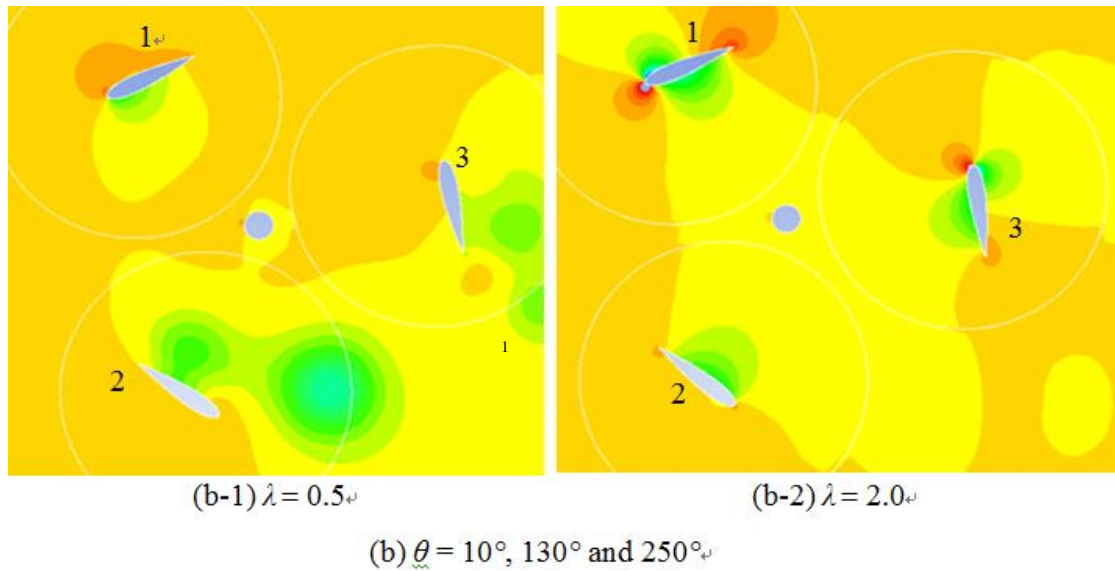 1
3
2
1
1
3
2
(b-1) λ = 0.5↵
(b-2) λ = 2.0↵
(b) θ = 10°, 130° and 250°↵